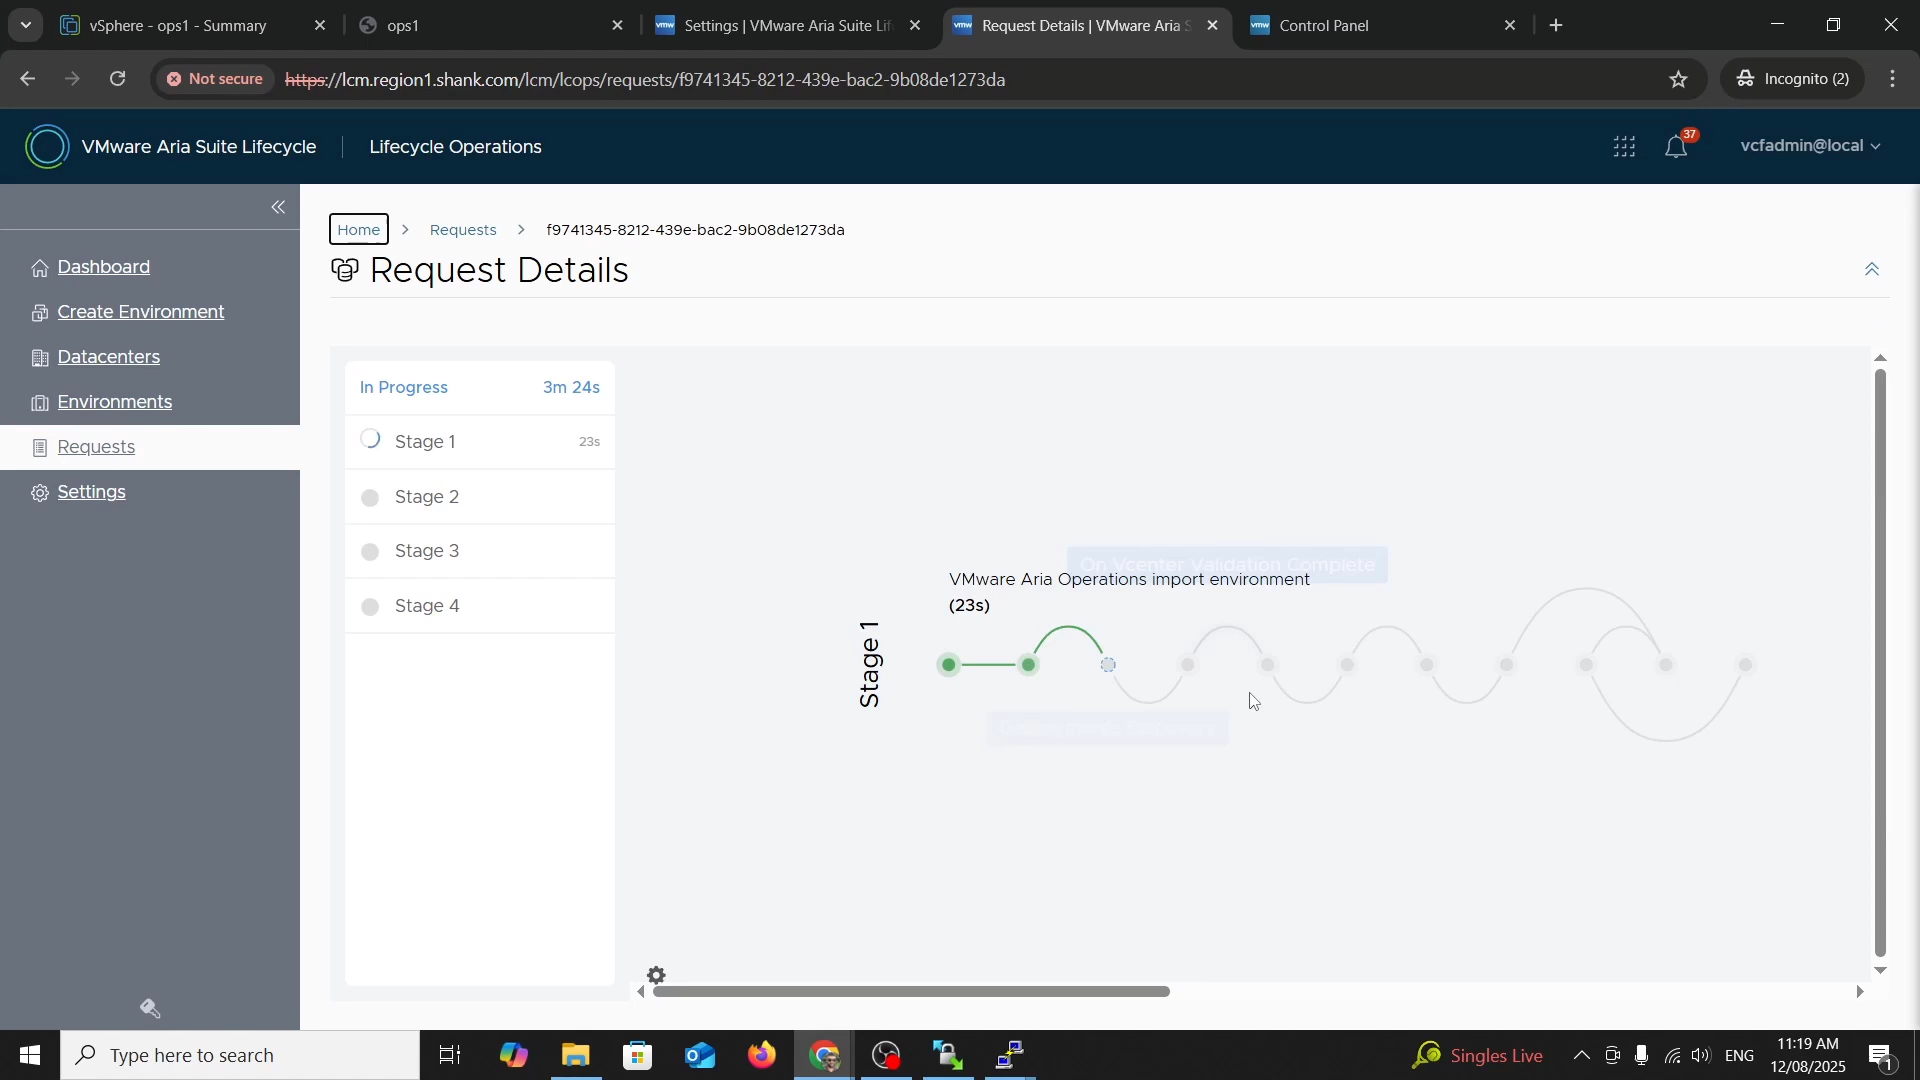 vSphere - ops1 - Summary
ops1
Settings | VMware Aria Suite Lif
Request Details | VMware Aria S
Control Panel
Not secure
https://lcm.region1.shank.com/lcm/lcops/requests/f9741345-8212-439e-bac2-9b08de1273da
Incognito (2)
VMware Aria Suite Lifecycle
Lifecycle Operations
37
vcfadmin@local
Dashboard
Create Environment
Datacenters
Environments
Requests
Settings
Home > Requests > f9741345-8212-439e-bac2-9b08de1273da
Request Details
In Progress 3m 24s
Stage 1 23s
Stage 2
Stage 3
Stage 4
Stage 1
On Vcenter Validation Complete
VMware Aria Operations import environment
(23s)
Type here to search
Singles Live
ENG
11:19 AM
12/08/2025
1